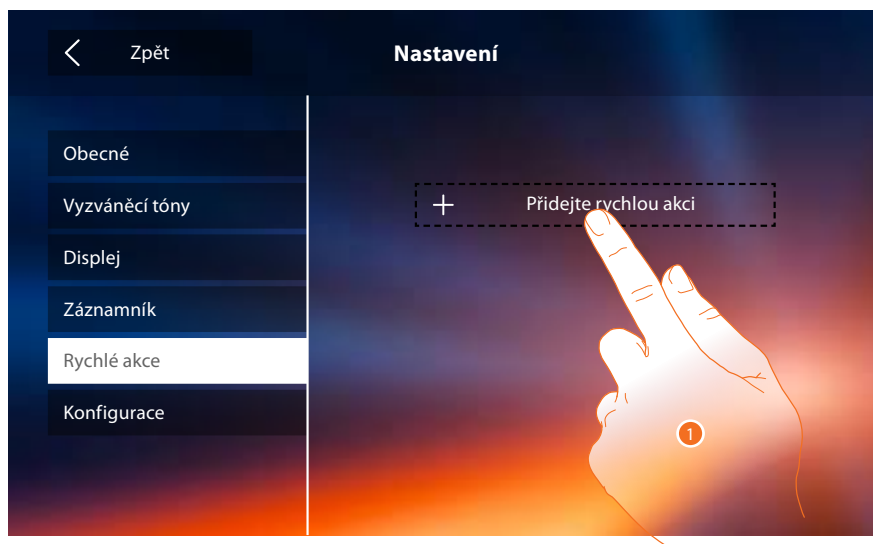 Zpět
Nastavení
Obecné
Vyzváněcí tóny
Displej
Záznamník
Rychlé akce
Konfigurace
+ Přidejte rychlou akci
1